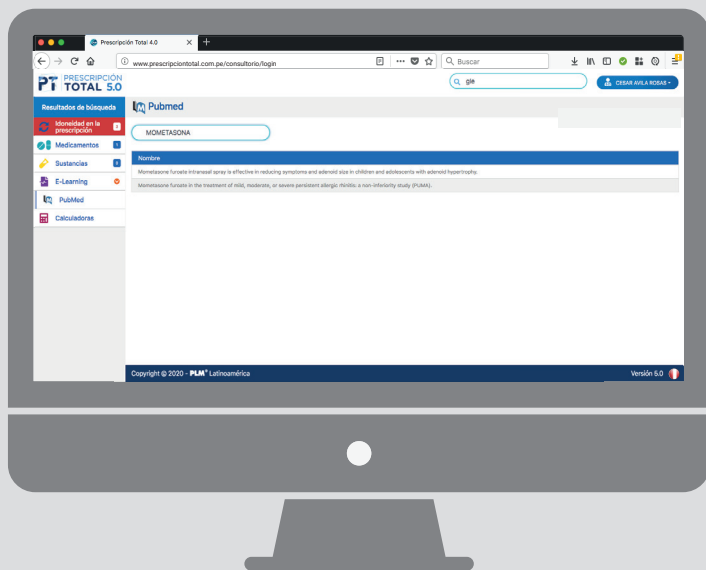 Prescripción Total 4.0
www.prescripciontotal.com.pe/consultorio/login
Buscar
PT PRESCRIPCIÓN
TOTAL 5.0
gie
CESAR AVILA ROBAS
Resultados de búsqueda
Pubmed
Idoneidad en la
prescripción
MOMETASONA
Medicamentos
Nombre
Sustancias
Mometasone furoate intranasal spray is effective in reducing symptoms and adenoid size in children and adolescents with adenoid hypertrophy.
E-Learning
Mometasone furoate in the treatment of mild, moderate, or severe persistent allergic rhinitis: a non-inferiority study (PUMA).
PubMed
Calculadoras
Copyright © 2020 - PLM® Latinoamérica
Versión 5.0